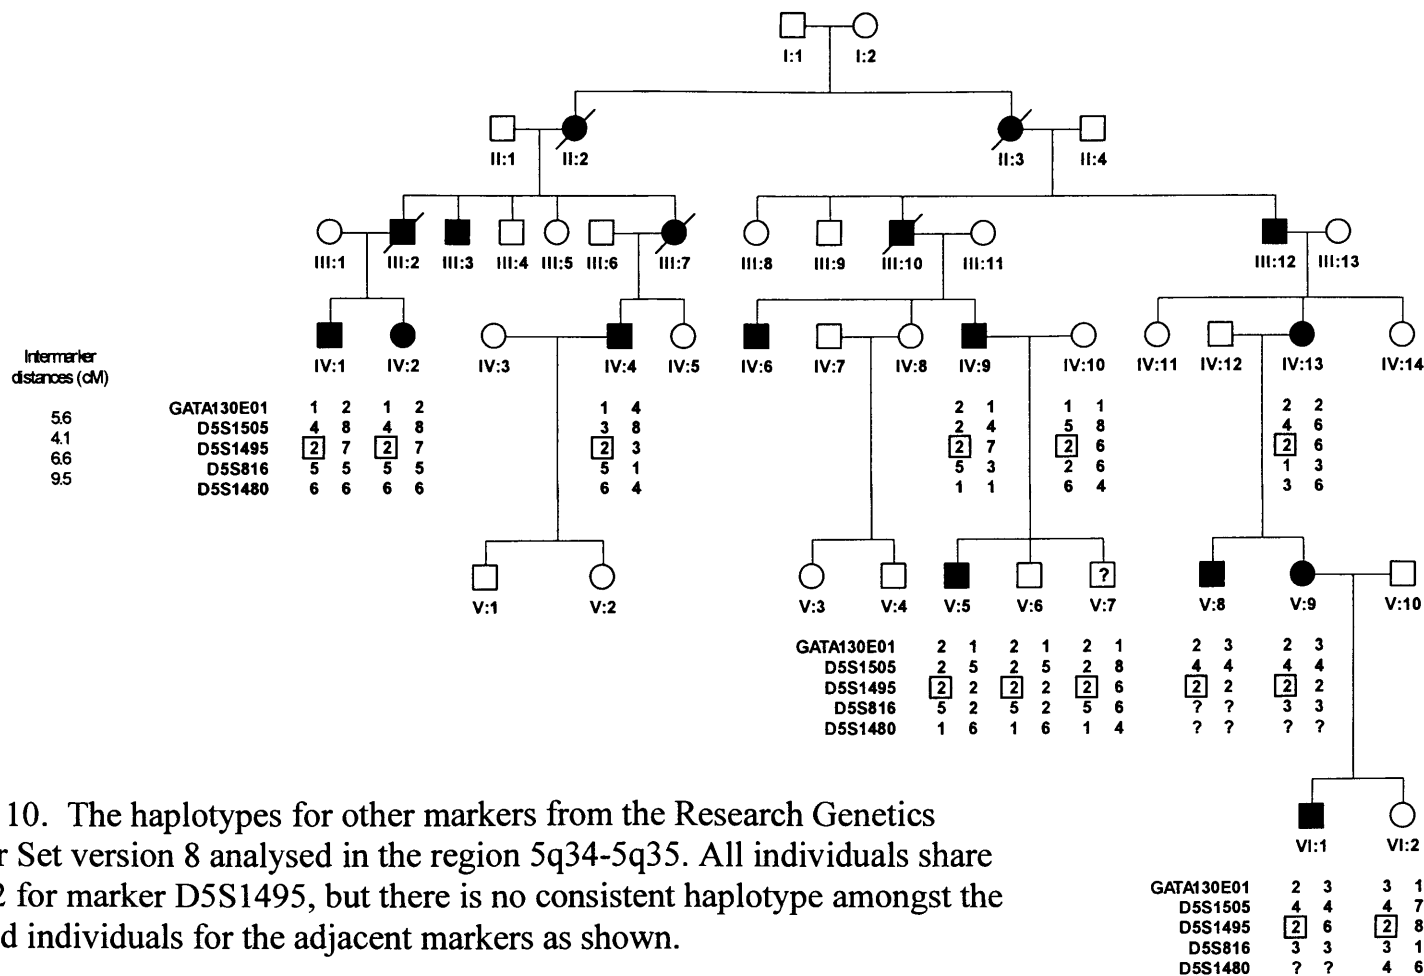 I:1 I:2
II:1 II:2 II:3 II:4
III:1 III:2 III:3 III:4 III:5 III:6 III:7 III:8 III:9 III:10 III:11 III:12 III:13
IV:1 IV:2 IV:3 IV:4 IV:5 IV:6 IV:7 IV:8 IV:9 IV:10 IV:11 IV:12 IV:13 IV:14
Intermarker
distances (cM)
5.6
4.1
6.6
9.5
GATA130E01 1 2 1 2 1 4 2 1 1 1 2 2
D5S1505 4 8 4 8 3 8 2 4 5 8 4 6
D5S1495 2 7 2 7 2 3 2 7 2 6 2 6
D5S816 5 5 5 5 5 1 5 3 2 6 1 3
D5S1480 6 6 6 6 6 4 1 1 6 4 3 6
?
V:1 V:2 V:3 V:4 V:5 V:6 V:7 V:8 V:9 V:10
GATA130E01 2 1 2 1 2 1 2 3 2 3
D5S1505 2 5 2 5 2 8 4 4 4 4
D5S1495 2 2 2 2 2 6 2 2 2 2
D5S816 5 2 5 2 5 6 ? ? 3 3
D5S1480 1 6 1 6 1 4 ? ? ? ?
VI:1 VI:2
GATA130E01 2 3 3 1
D5S1505 4 4 4 7
D5S1495 2 6 2 8
D5S816 3 3 3 1
D5S1480 ? ? 4 6
10. The haplotypes for other markers from the Research Genetics
r Set version 8 analysed in the region 5q34-5q35. All individuals share
2 for marker D5S1495, but there is no consistent haplotype amongst the
d individuals for the adjacent markers as shown.